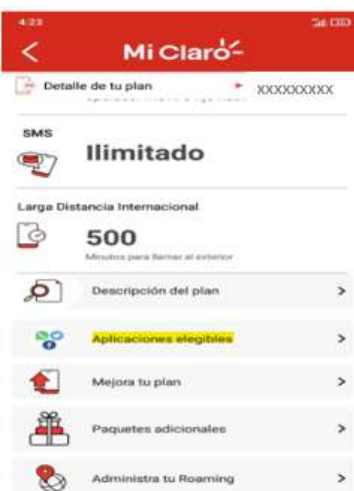 4:23
Mi Claro
Detalle de tu plan XXXXXXXXX
SMS
Ilimitado
Larga Distancia Internacional
500
Minutos para llamar al exterior
Descripción del plan
Aplicaciones elegibles
Mejora tu plan
Paquetes adicionales
Administra tu Roaming